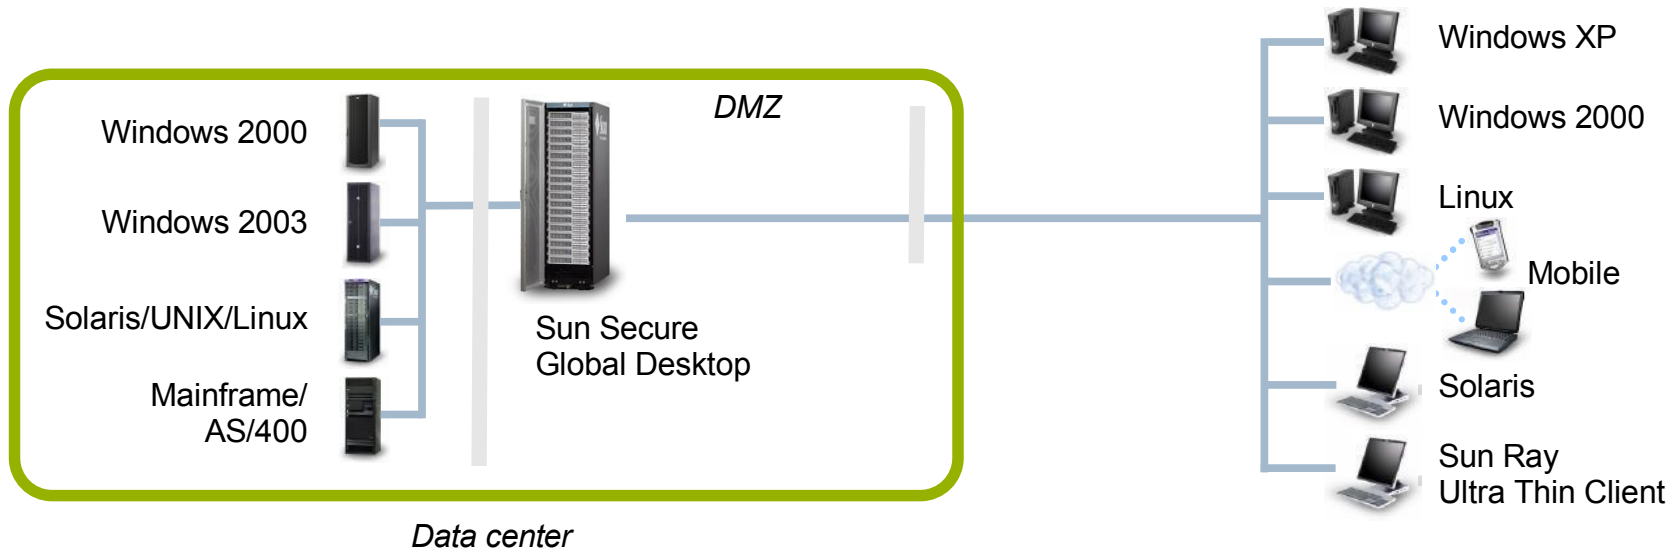 Windows XP
DMZ
Windows 2000
Windows 2000
Windows 2003
Linux
Mobile
Solaris/UNIX/Linux
Sun Secure
Global Desktop
Mainframe/
AS/400
Solaris
Sun Ray
Ultra Thin Client
Data center